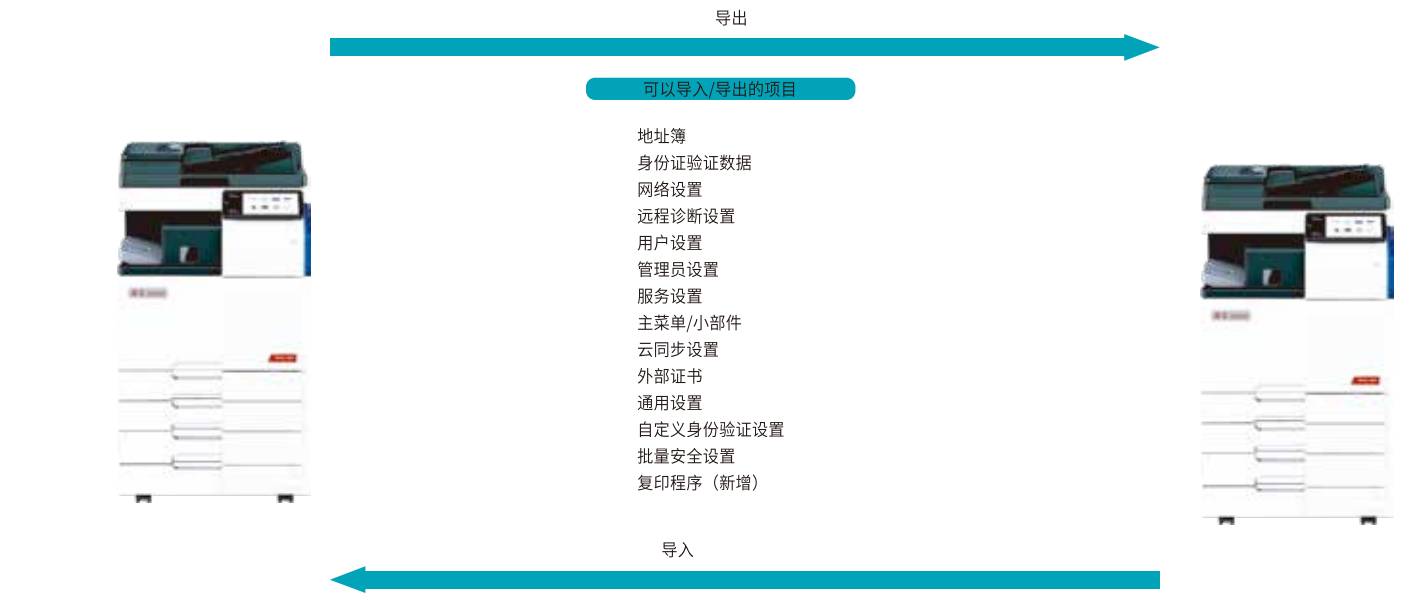 导出
可以导入/导出的项目
地址簿
身份证验证数据
网络设置
远程诊断设置
用户设置
管理员设置
服务设置
主菜单/小部件
云同步设置
外部证书
通用设置
自定义身份验证设置
批量安全设置
复印程序（新增）
导入